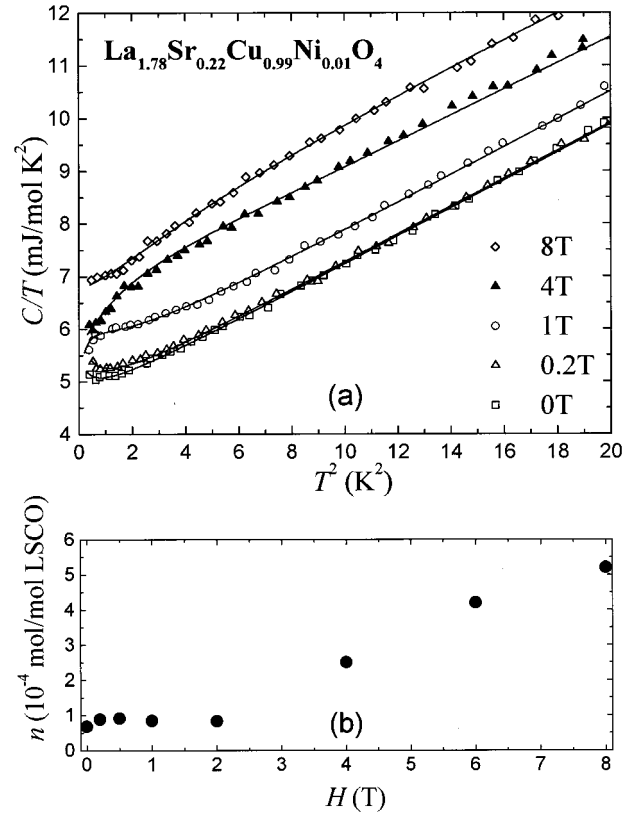 La1.78Sr0.22Cu0.99Ni0.01O4
12
11
10
9
8
7
6
5
4
C/T (mJ/mol K²)
8T
4T
1T
0.2T
0T
(a)
0 2 4 6 8 10 12 14 16 18 20
T² (K²)
6
5
4
3
2
1
0
n (10⁻⁴ mol/mol LSCO)
(b)
0 1 2 3 4 5 6 7 8
H (T)